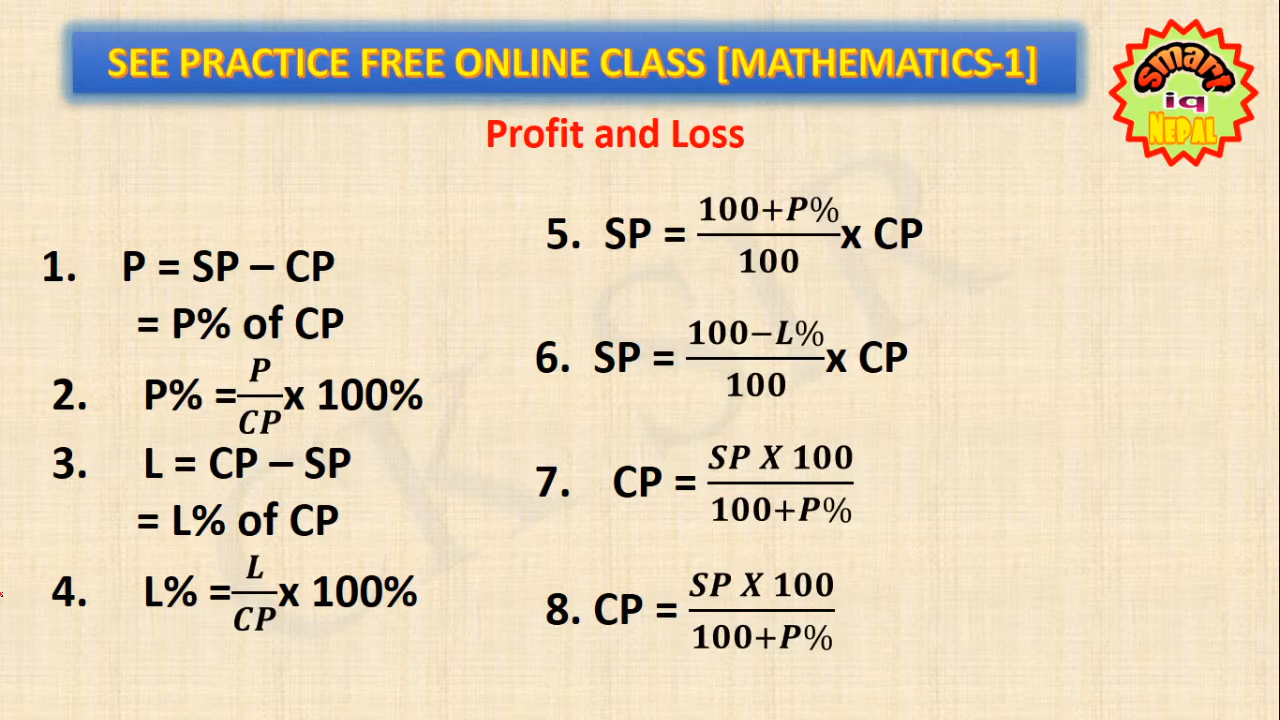 SEE PRACTICE FREE ONLINE CLASS [MATHEMATICS-1]
smart
iq
NEPAL
Profit and Loss
1. P = SP – CP
= P% of CP
2. P% = P/CP x 100%
3. L = CP – SP
= L% of CP
4. L% = L/CP x 100%
5. SP = 100+P%/100 x CP
6. SP = 100−L%/100 x CP
7. CP = SP X 100/100+P%
8. CP = SP X 100/100+P%
CK SIR